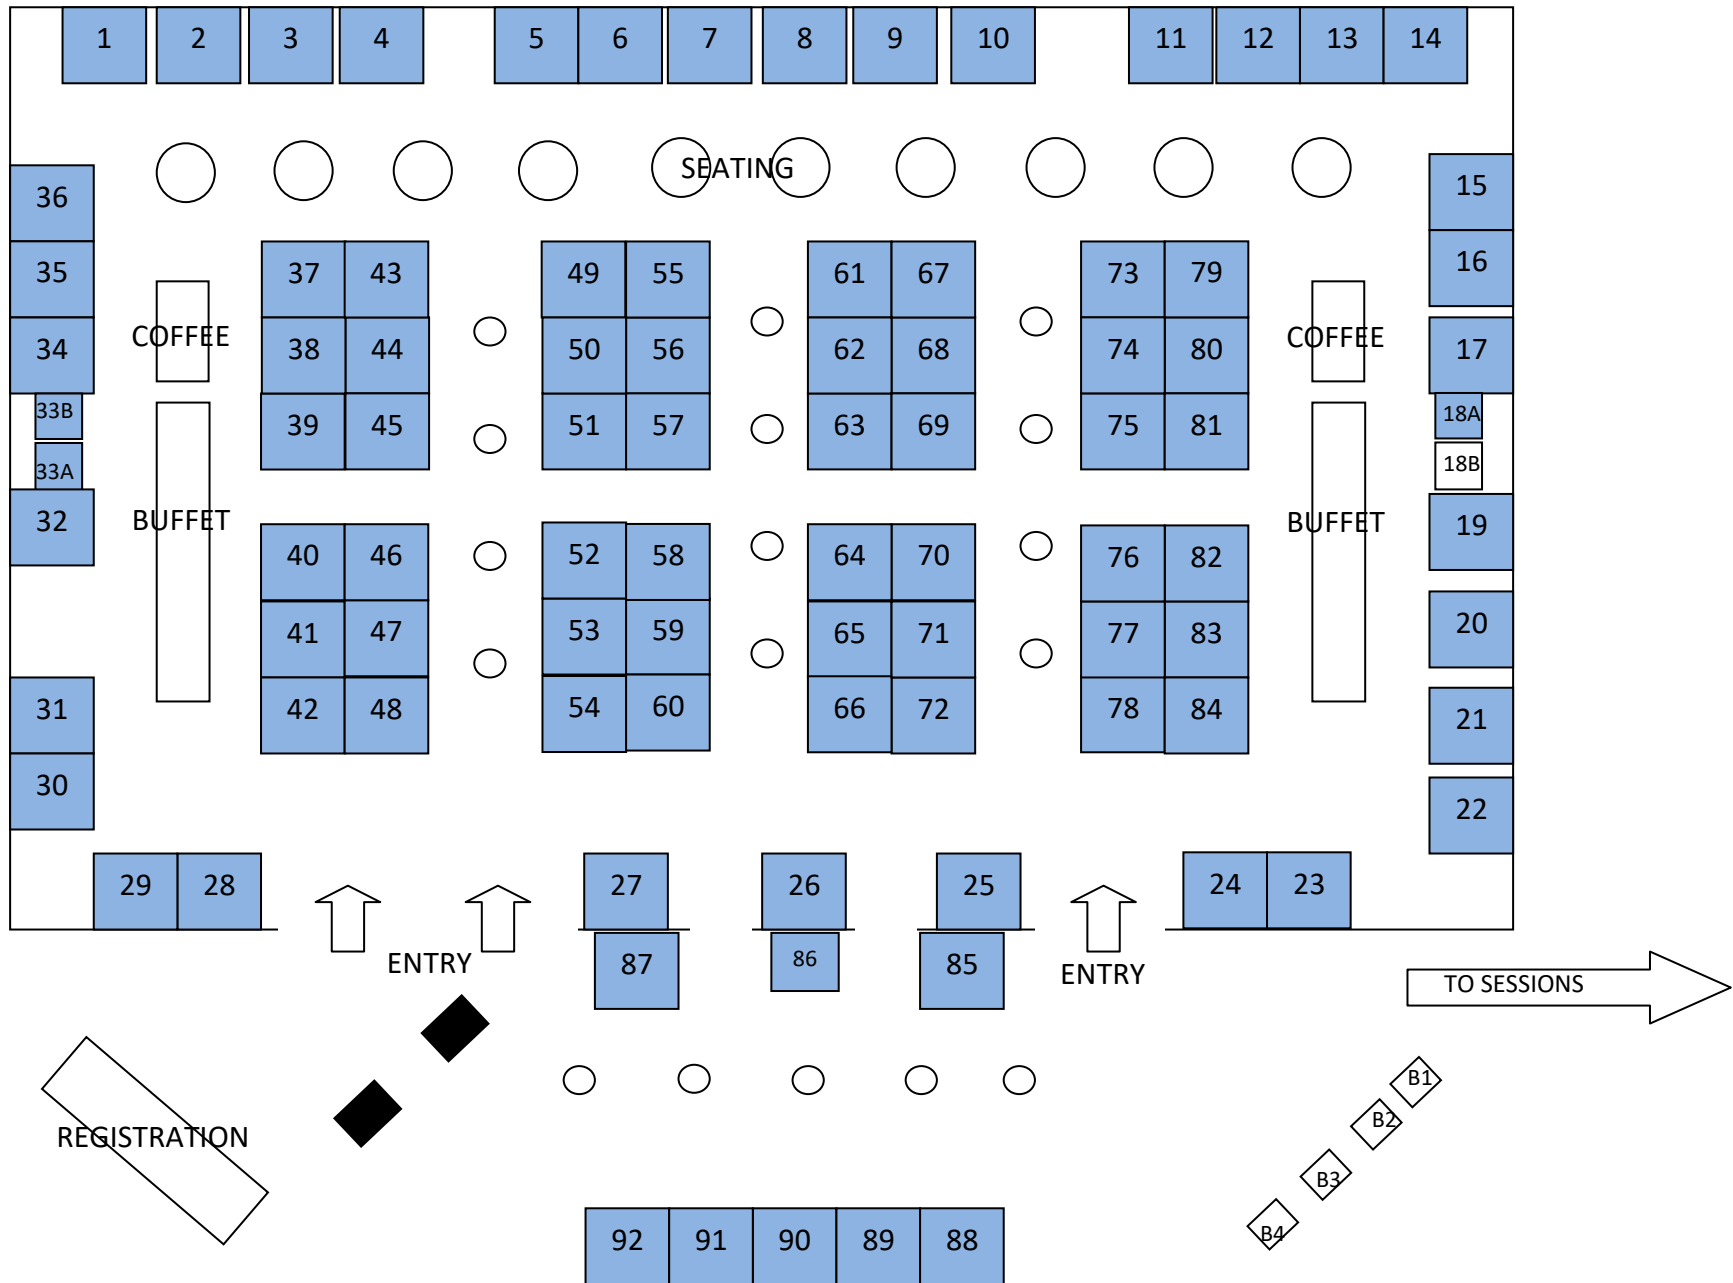 1 2 3 4 5 6 7 8 9 10 11 12 13 14
SEATING
36 15
35 37 43 49 55 61 67 73 79 16
34 COFFEE 38 44 50 56 62 68 74 80 COFFEE 17
33B 39 45 51 57 63 69 75 81 18A
33A 18B
32 BUFFET BUFFET 19
40 46 52 58 64 70 76 82
41 47 53 59 65 71 77 83 20
31 42 48 54 60 66 72 78 84 21
30 22
29 28 27 26 25 24 23
ENTRY 87 86 85 ENTRY
TO SESSIONS
B1
B2
REGISTRATION
B3
B4
92 91 90 89 88